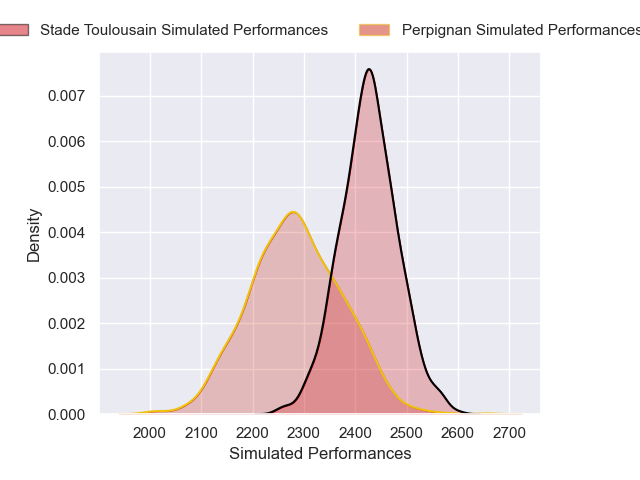 Stade Toulousain Simulated Performances
Perpignan Simulated Performances
0.007
0.006
0.005
0.004
0.003
0.002
0.001
0.000
Density
2000 2100 2200 2300 2400 2500 2600 2700
Simulated Performances